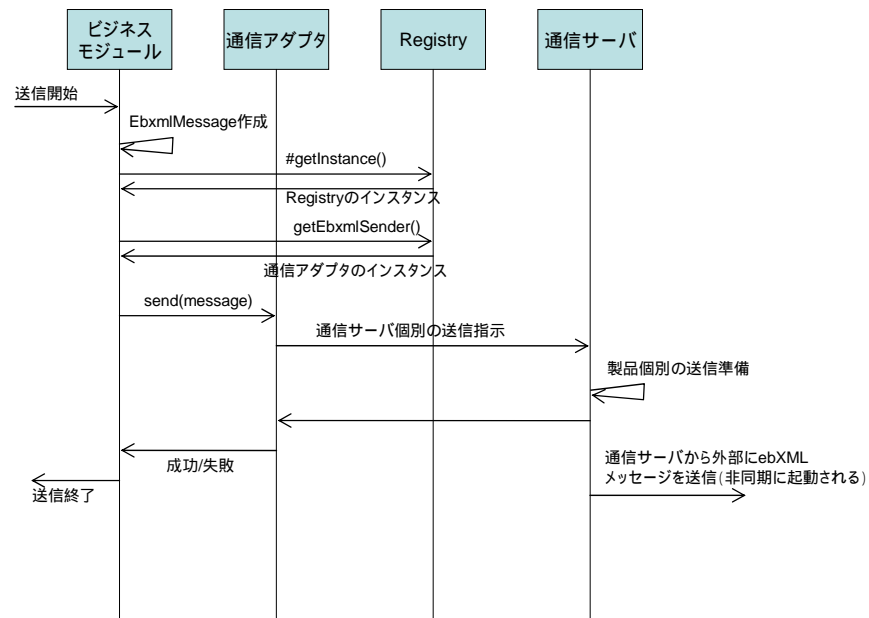 ビジネス
モジュール
通信アダプタ
Registry
通信サーバ
送信開始
EbxmlMessage作成
#getInstance()
Registryのインスタンス
getEbxmlSender()
通信アダプタのインスタンス
send(message)
通信サーバ個別の送信指示
製品個別の送信準備
成功/失敗
通信サーバから外部にebXML
メッセージを送信(非同期に起動される)
送信終了